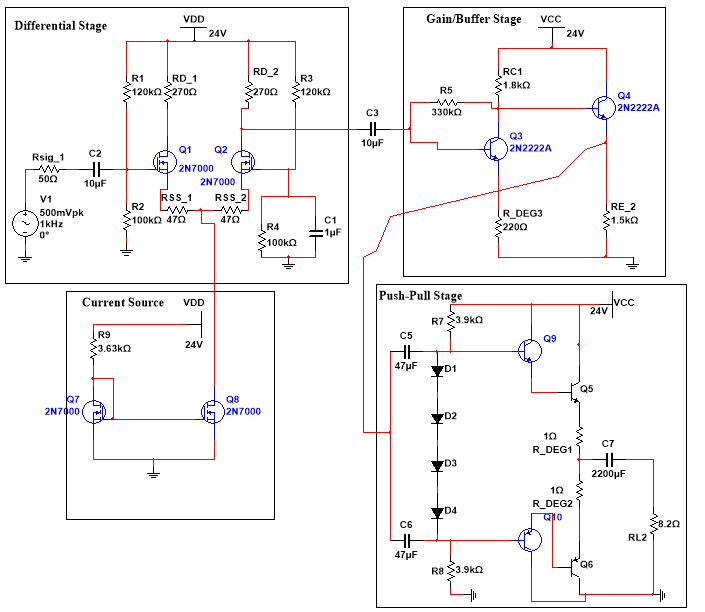 Differential Stage
VDD
24V
R1
120kΩ
RD_1
270Ω
RD_2
270Ω
R3
120kΩ
Q1
2N7000
Q2
2N7000
Rsig_1
50Ω
C2
10µF
V1
500mVpk
1kHz
0°
R2
100kΩ
RSS_1
47Ω
RSS_2
47Ω
R4
100kΩ
C1
1µF
C3
10µF
Gain/Buffer Stage
VCC
24V
RC1
1.8kΩ
R5
330kΩ
Q4
2N2222A
Q3
2N2222A
R_DEG3
220Ω
RE_2
1.5kΩ
Current Source
VDD
24V
R9
3.63kΩ
Q7
2N7000
Q8
2N7000
Push-Pull Stage
VCC
24V
R7
3.9kΩ
C5
47µF
Q9
Q5
D1
D2
D3
D4
1Ω
R_DEG1
C7
2200µF
1Ω
R_DEG2
8.2Ω
RL2
C6
47µF
Q10
Q6
R8
3.9kΩ